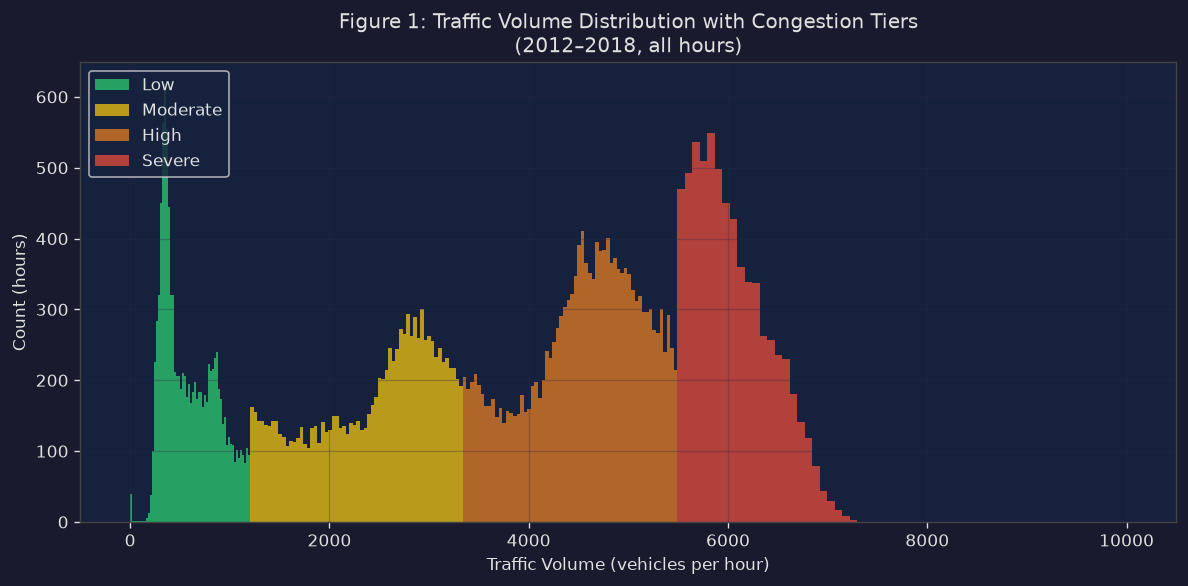 Figure 1: Traffic Volume Distribution with Congestion Tiers
(2012–2018, all hours)
Low
Moderate
High
Severe
Count (hours)
600
500
400
300
200
100
0
0 2000 4000 6000 8000 10000
Traffic Volume (vehicles per hour)